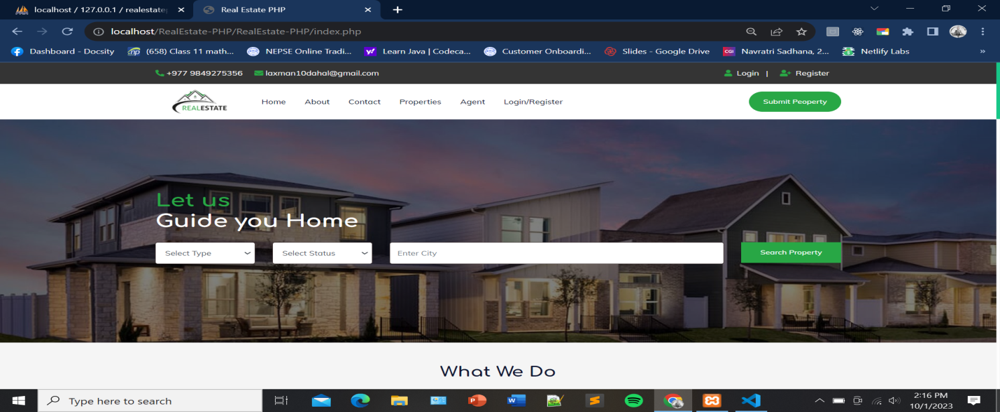 localhost / 127.0.0.1 / realestatep
Real Estate PHP
localhost/RealEstate-PHP/RealEstate-PHP/index.php
Dashboard - Docsity
(658) Class 11 math...
NEPSE Online Tradi...
Learn Java | Codeca...
Customer Onboardi...
Slides - Google Drive
CGI
Navratri Sadhana, 2...
Netlify Labs
»
+977 9849275356
laxman10dahal@gmail.com
Login |
Register
REALESTATE
Home
About
Contact
Properties
Agent
Login/Register
Submit Peoperty
Let us
Guide you Home
Select Type
Select Status
Enter City
Search Property
What We Do
Type here to search
2:16 PM
10/1/2023